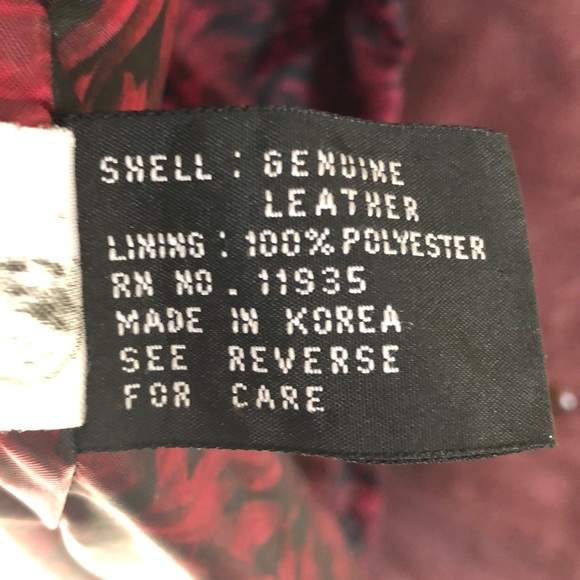 SHELL : GENUINE
LEATHER
LINING : 100% POLYESTER
RN NO. 11935
MADE IN KOREA
SEE REVERSE
FOR CARE